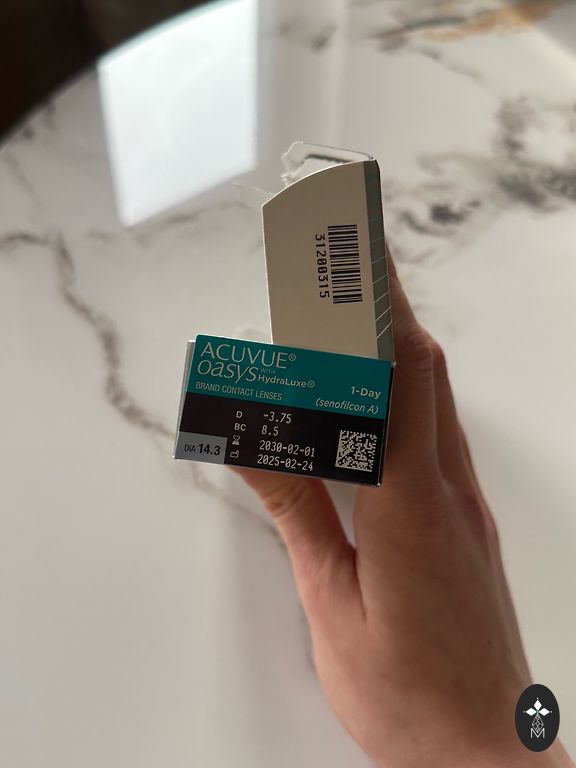 31200315
ACUVUE®
oasys WITH HydraLuxe®
BRAND CONTACT LENSES
1-Day
(senofilcon A)
D -3.75
BC 8.5
2030-02-01
DIA 14.3
2025-02-24
M